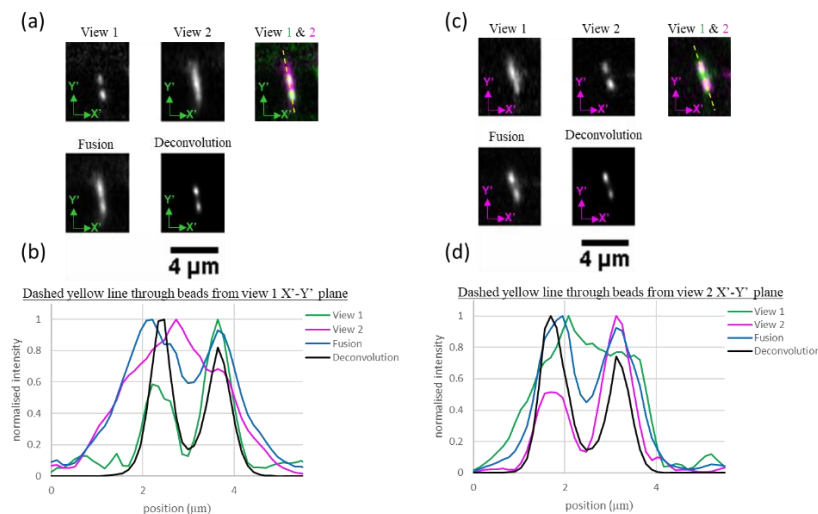 (a)
View 1
View 2
View 1 & 2
Y'
X'
Y'
X'
Y'
X'
Fusion
Deconvolution
Y'
X'
Y'
X'
4 µm
(b)
Dashed yellow line through beads from view 1 X'-Y' plane
normalised intensity
1
0.8
0.6
0.4
0.2
0
0
2
4
position (µm)
View 1
View 2
Fusion
Deconvolution
(c)
View 1
View 2
View 1 & 2
Y'
X'
Y'
X'
Y'
X'
Fusion
Deconvolution
Y'
X'
Y'
X'
4 µm
(d)
Dashed yellow line through beads from view 2 X'-Y' plane
normalised intensity
1
0.8
0.6
0.4
0.2
0
0
2
4
position (µm)
View 1
View 2
Fusion
Deconvolution